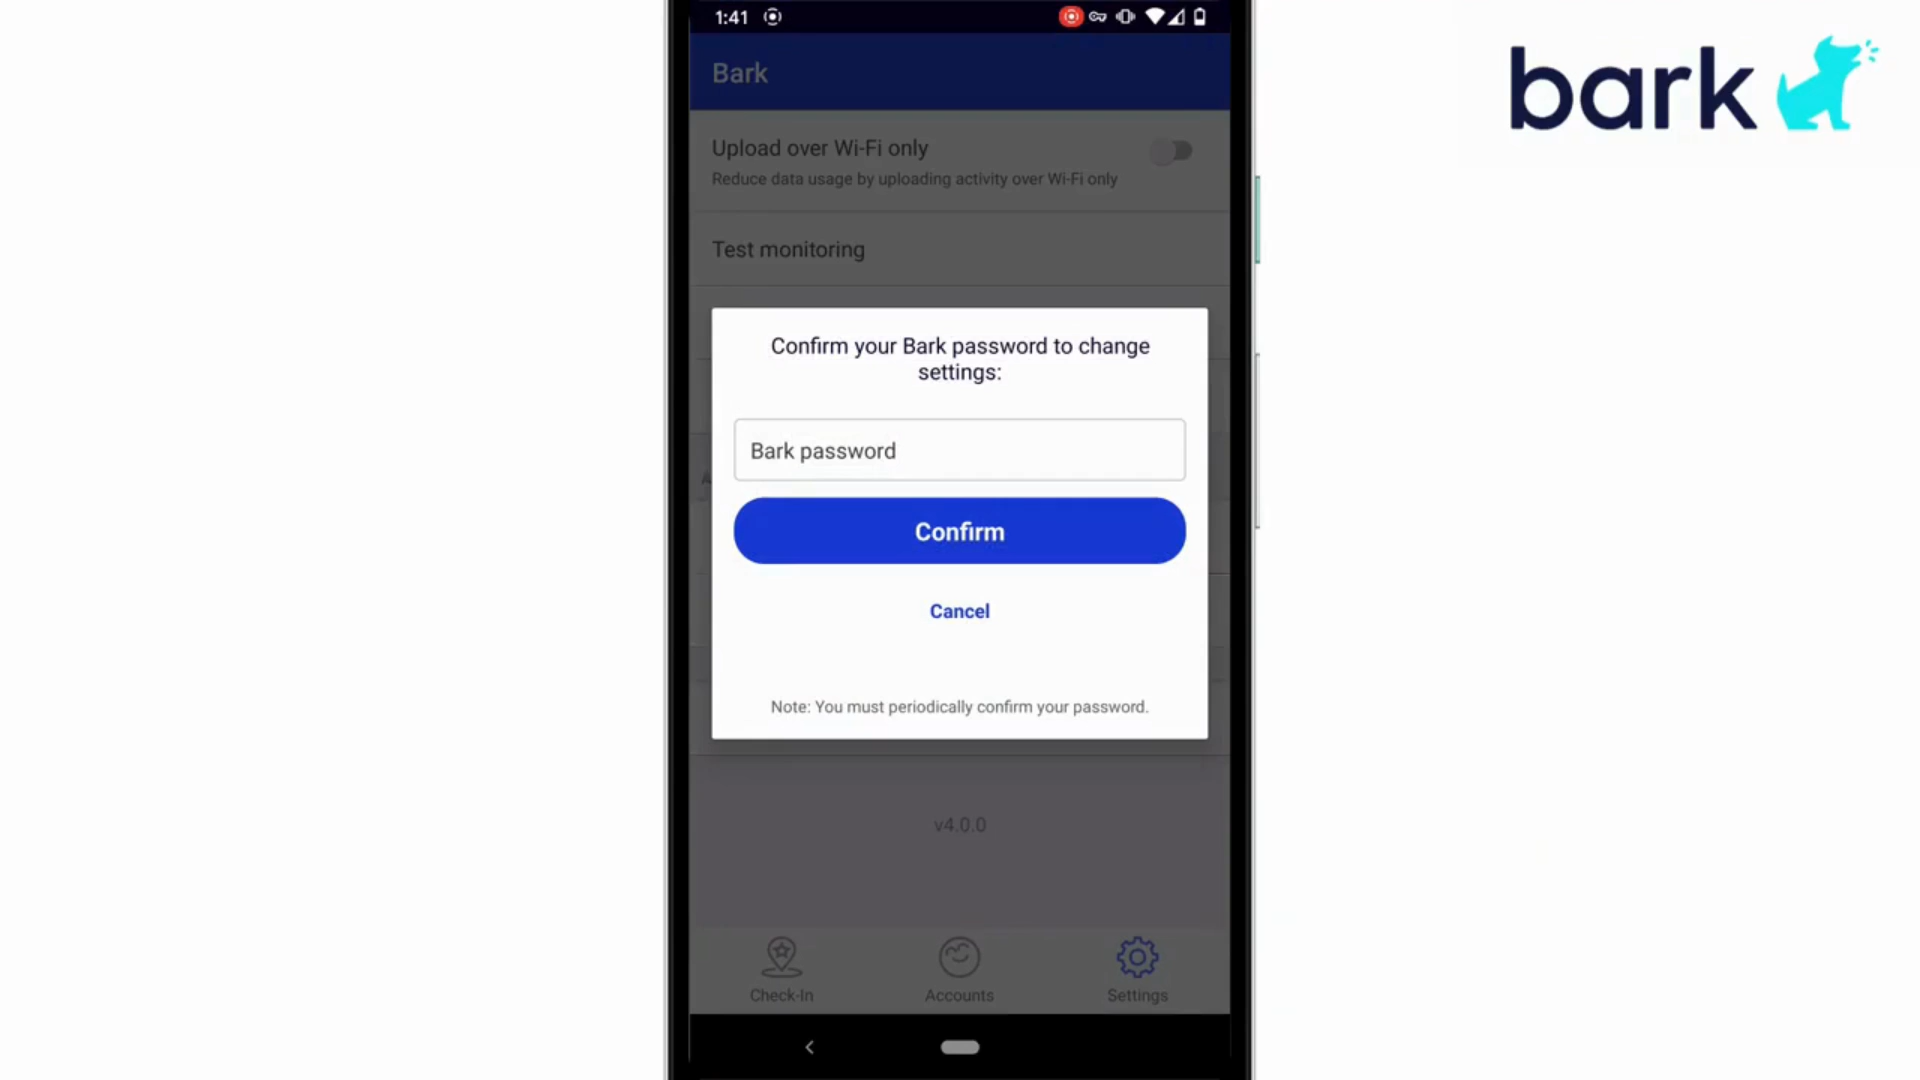 1:41
bark
Bark
Upload over Wi-Fi only
Reduce data usage by uploading activity over Wi-Fi only
Test monitoring
Confirm your Bark password to change
settings:
Bark password
Confirm
Cancel
Note: You must periodically confirm your password.
v4.0.0
Check-In
Accounts
Settings